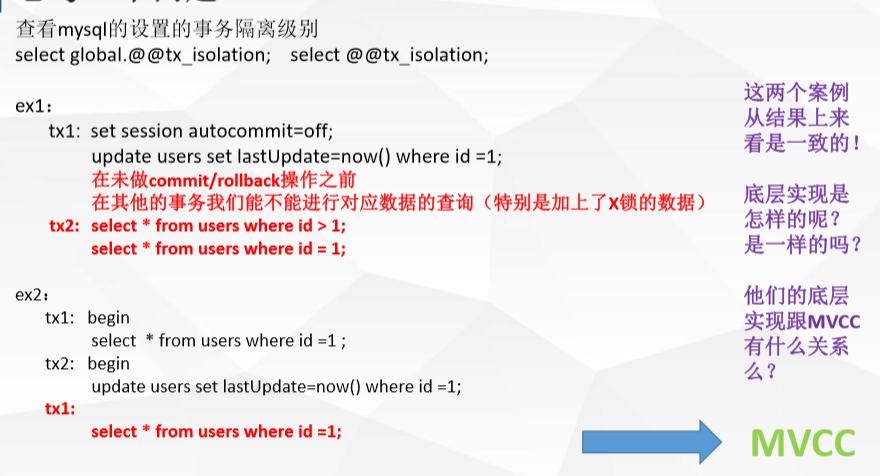 查看mysql的设置的事务隔离级别
select global.@@tx_isolation; select @@tx_isolation;
ex1：
tx1: set session autocommit=off;
update users set lastUpdate=now() where id =1;
在未做commit/rollback操作之前
在其他的事务我们能不能进行对应数据的查询（特别是加上了X锁的数据）
tx2: select * from users where id > 1;
select * from users where id = 1;
ex2：
tx1: begin
select * from users where id =1 ;
tx2: begin
update users set lastUpdate=now() where id =1;
tx1:
select * from users where id =1;
这两个案例
从结果上来
看是一致的！
底层实现是
怎样的呢？
是一样的吗？
他们的底层
实现跟MVCC
有什么关系
么？
MVCC